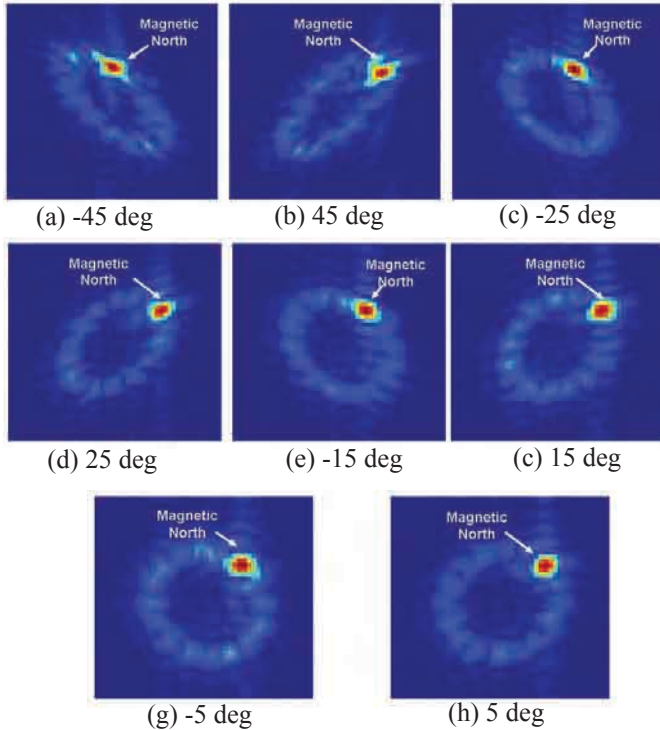 Magnetic
North
(a) -45 deg
Magnetic
North
(b) 45 deg
Magnetic
North
(c) -25 deg
Magnetic
North
(d) 25 deg
Magnetic
North
(e) -15 deg
Magnetic
North
(c) 15 deg
Magnetic
North
(g) -5 deg
Magnetic
North
(h) 5 deg